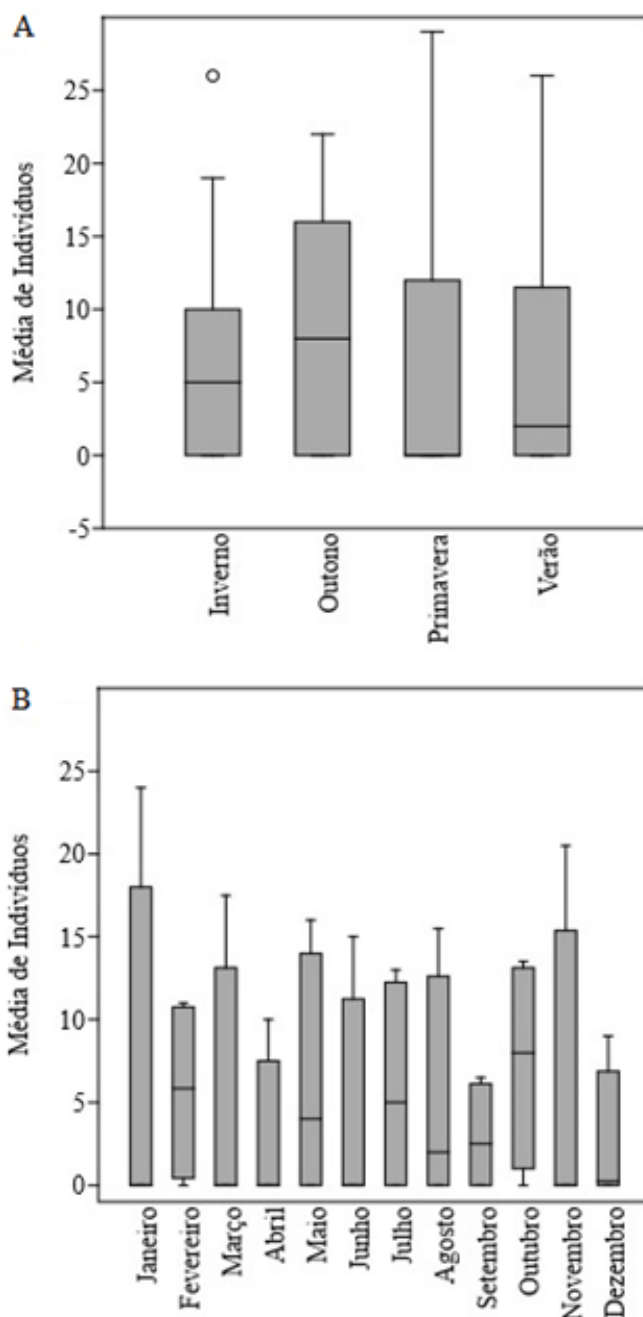 A
Média de Indivíduos
25
20
15
10
5
0
-5
Inverno
Outono
Primavera
Verão
B
Média de Indivíduos
25
20
15
10
5
0
Janeiro
Fevereiro
Março
Abril
Maio
Junho
Julho
Agosto
Setembro
Outubro
Novembro
Dezembro